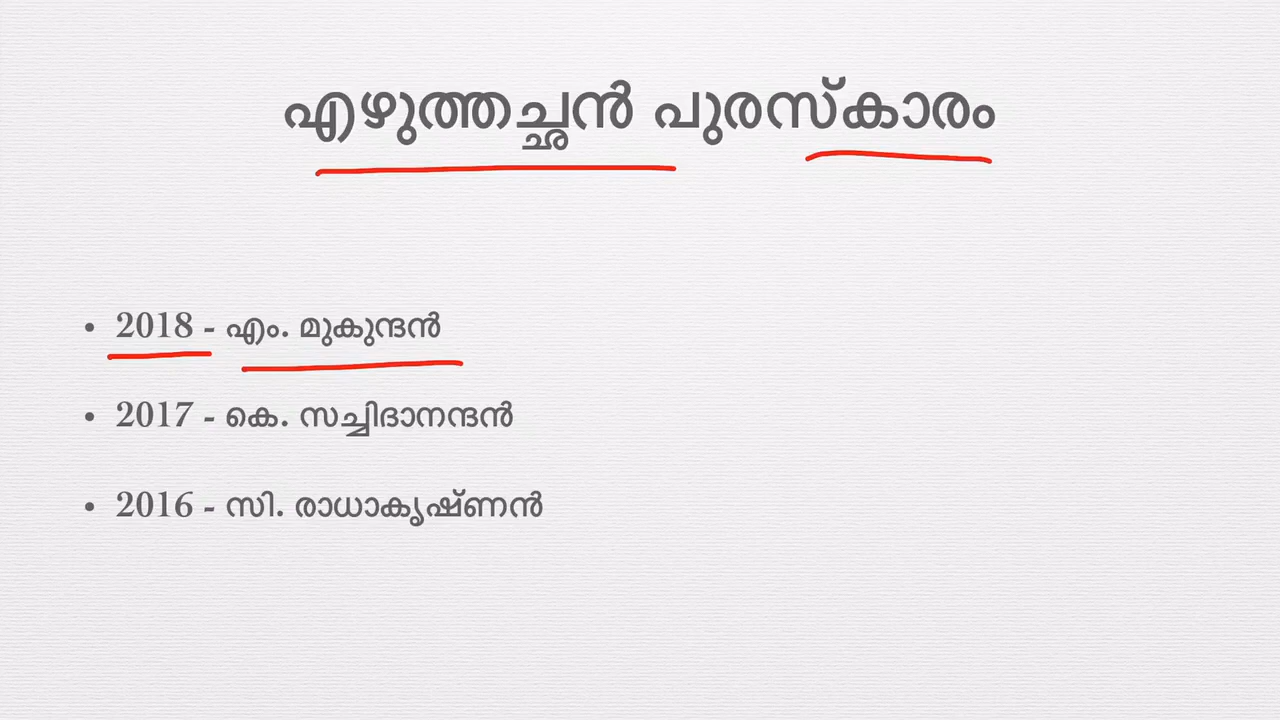 എഴുത്തച്ഛൻ പുരസ്കാരം
• 2018 - എം. മുകുന്ദൻ
• 2017 - കെ. സച്ചിദാനന്ദൻ
• 2016 - സി. രാധാകൃഷ്ണൻ